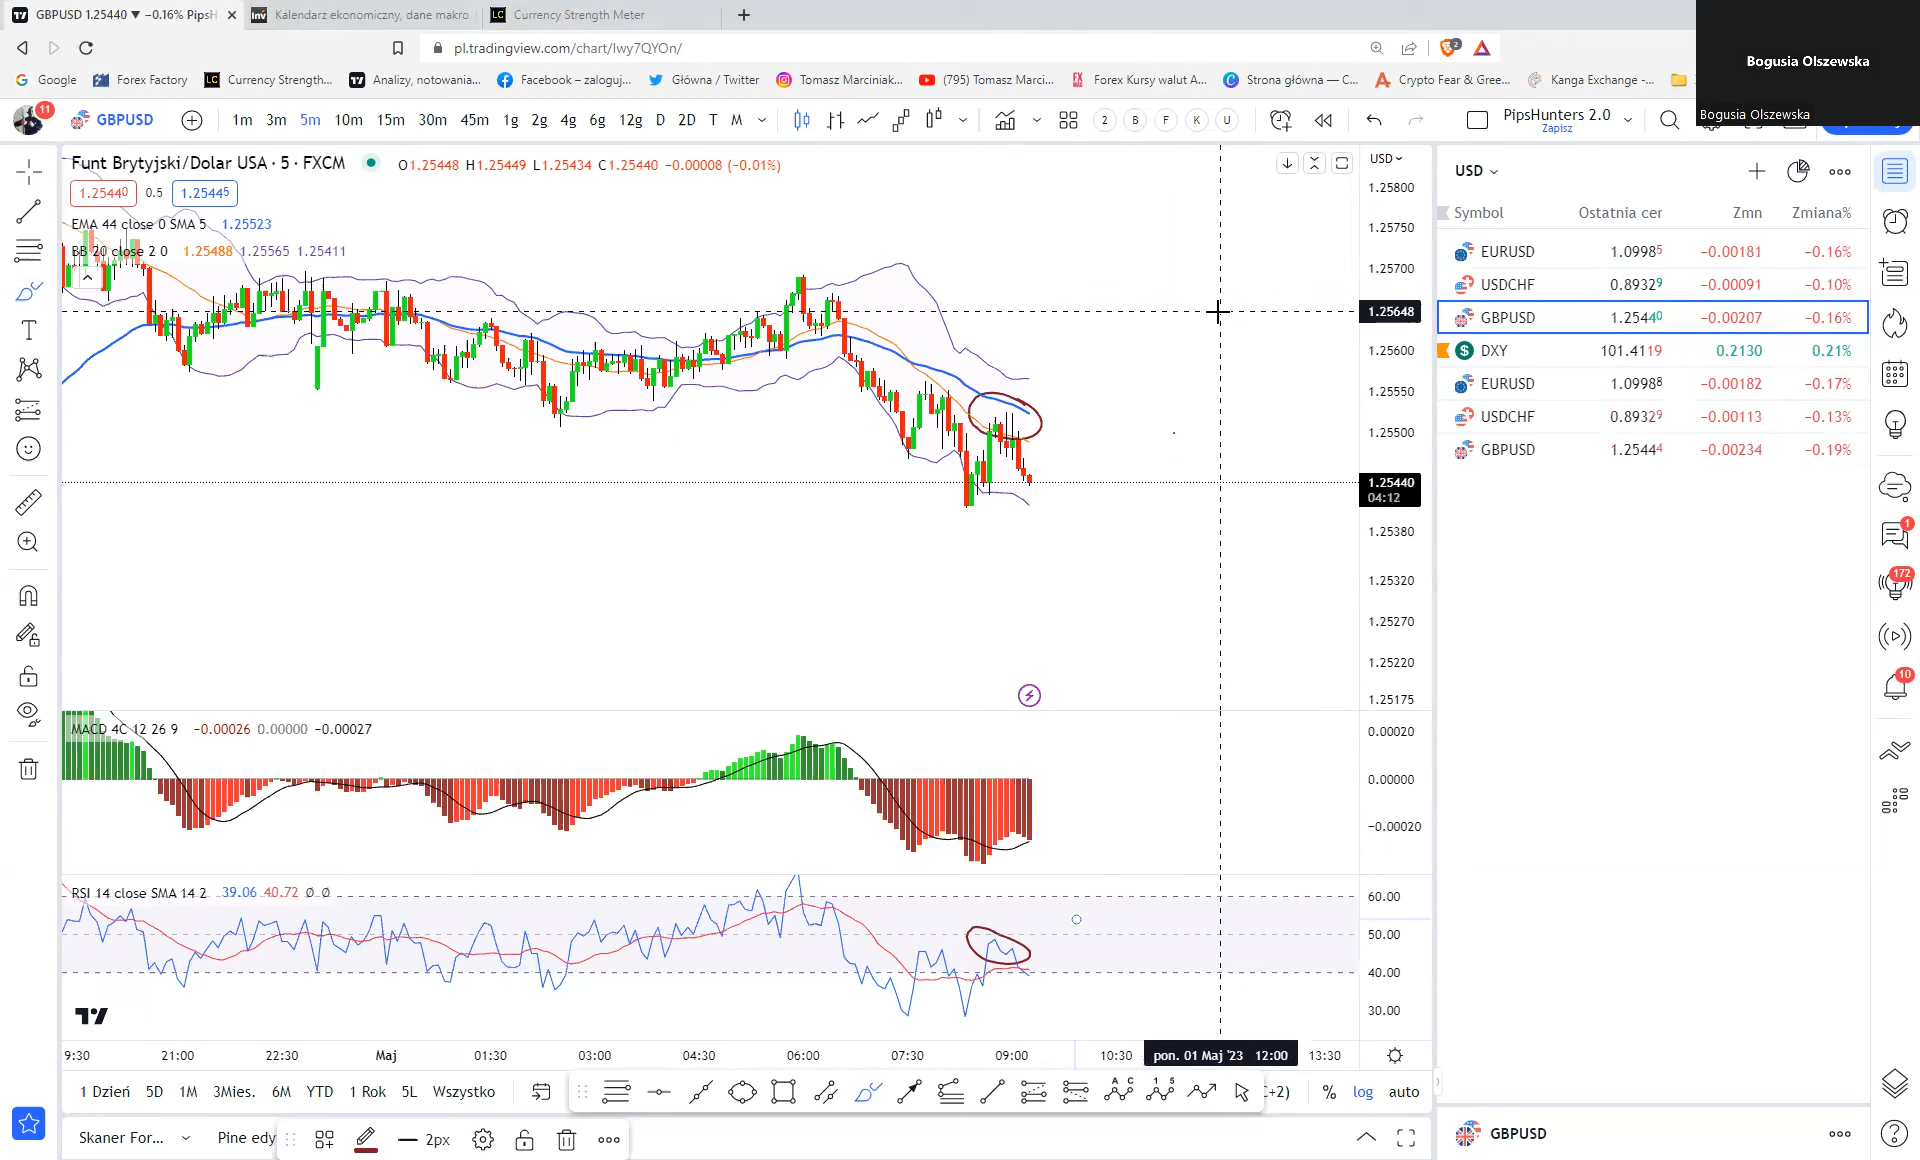 GBPUSD 1.25440 ▼ −0.16% PipsH
Kalendarz ekonomiczny, dane makro
Currency Strength Meter
pl.tradingview.com/chart/Iwy7QYOn/
2
Bogusia Olszewska
Google
Forex Factory
Currency Strength...
Analizy, notowania...
Facebook – zaloguj...
Główna / Twitter
Tomasz Marciniak...
(795) Tomasz Marci...
Forex Kursy walut A...
Strona główna — C...
Crypto Fear & Gree...
Kanga Exchange -...
Bogusia Olszewska
11
GBPUSD
1m 3m 5m 10m 15m 30m 45m 1g 2g 4g 6g 12g D 2D T M
2 B F K U
PipsHunters 2.0
Zapisz
Funt Brytyjski/Dolar USA · 5 · FXCM
O1.25448 H1.25449 L1.25434 C1.25440 −0.00008 (−0.01%)
1.25440 0.5 1.25445
EMA 44 close 0 SMA 5 1.25523
BB 20 close 2 0 1.25488 1.25565 1.25411
USD
1.25800
1.25750
1.25700
1.25648
1.25600
1.25550
1.25500
1.25440
04:12
1.25380
1.25320
1.25270
1.25220
1.25175
MACD 4C 12 26 9 −0.00026 0.00000 −0.00027
0.00020
0.00000
−0.00020
RSI 14 close SMA 14 2 39.06 40.72 Ø Ø
60.00
50.00
40.00
30.00
9:30 21:00 22:30 Maj 01:30 03:00 04:30 06:00 07:30 09:00 10:30 pon. 01 Maj '23 12:00 13:30
1 Dzień 5D 1M 3Mies. 6M YTD 1 Rok 5L Wszystko
+2) % log auto
Skaner For... Pine edy
2px
USD
Symbol Ostatnia cer Zmn Zmiana%
EURUSD 1.09985 −0.00181 −0.16%
USDCHF 0.89329 −0.00091 −0.10%
GBPUSD 1.25440 −0.00207 −0.16%
DXY 101.4119 0.2130 0.21%
EURUSD 1.09988 −0.00182 −0.17%
USDCHF 0.89329 −0.00113 −0.13%
GBPUSD 1.25444 −0.00234 −0.19%
1
172
10
GBPUSD